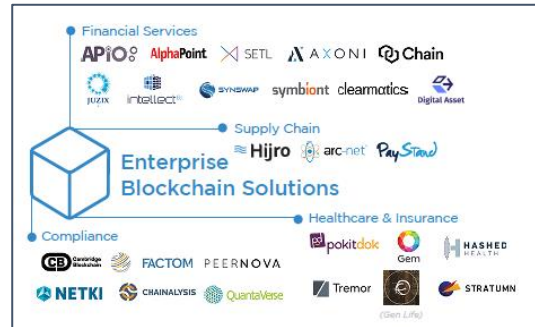 Financial Services
APIO AlphaPoint SETL AXONI Chain
JUZIX intellectEU SYNSWAP symbiont clearmatics Digital Asset
Supply Chain
Hijro arc-net PayStand
Enterprise
Blockchain Solutions
Healthcare & Insurance
pd pokitdok Gem HASHED HEALTH
Tremor STRATUMN
(Gen Life)
Compliance
CB Cambridge Blockchain FACTOM PEERNOVA
NETKI CHAINALYSIS QuantaVerse